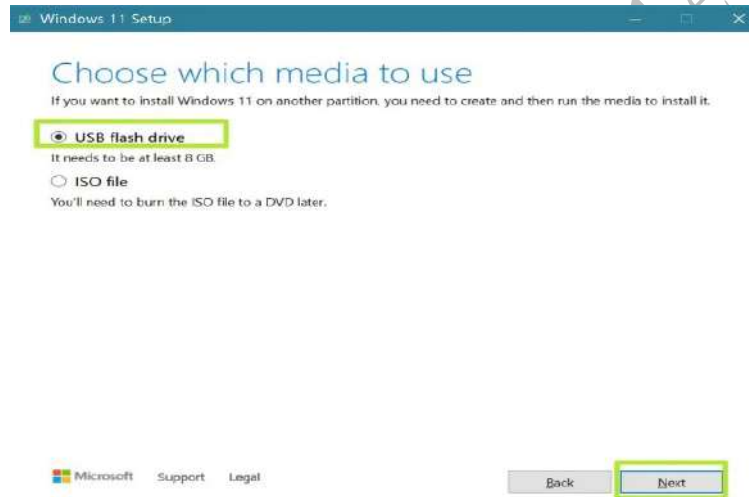 Windows 11 Setup
Choose which media to use
If you want to install Windows 11 on another partition, you need to create and then run the media to install it.
USB flash drive
It needs to be at least 8 GB.
ISO file
You'll need to burn the ISO file to a DVD later.
Microsoft Support Legal
Back Next